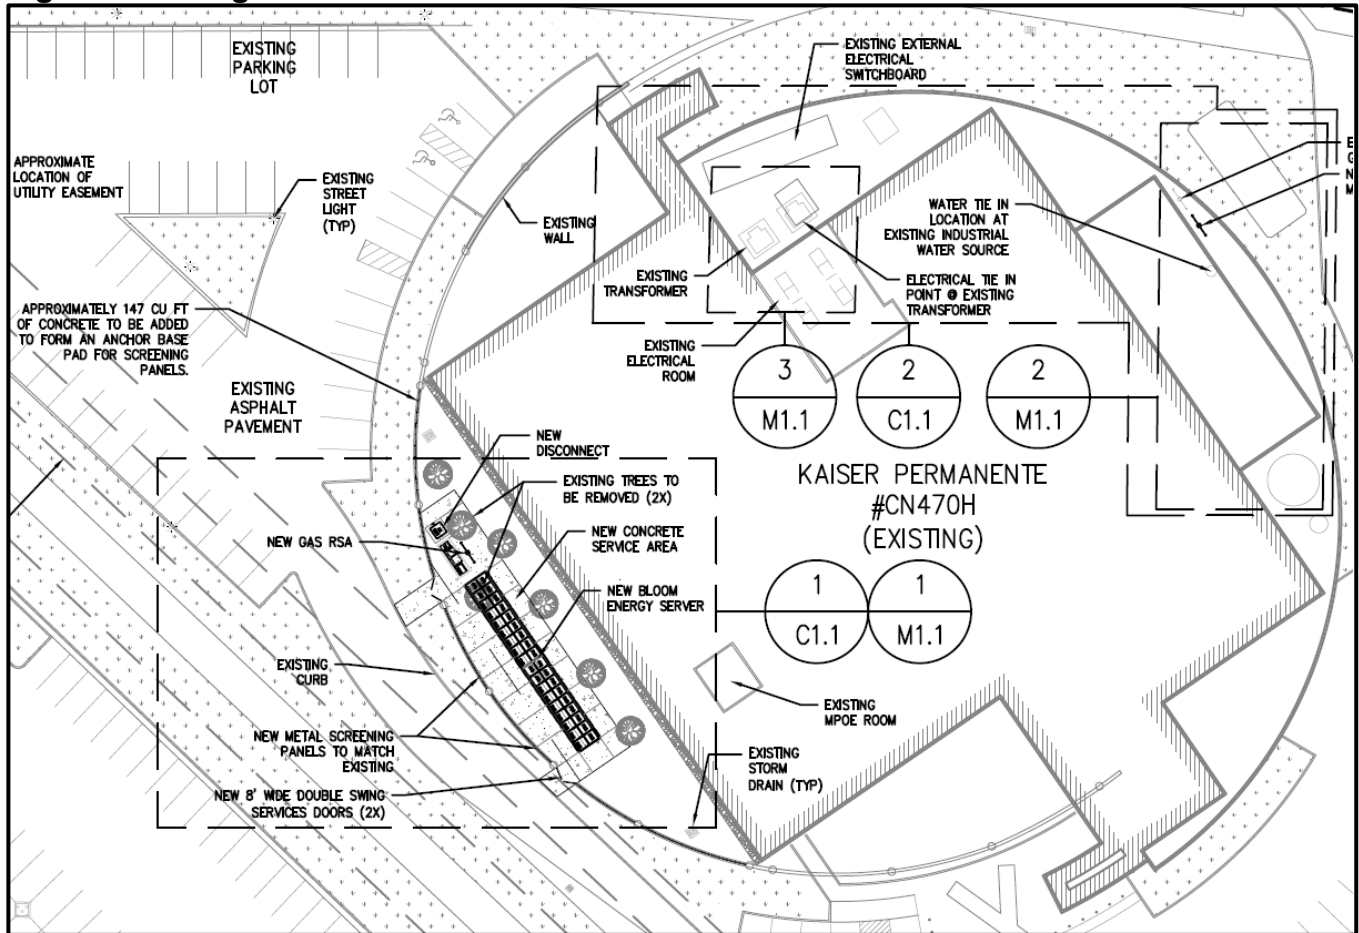 EXISTING
PARKING
LOT
EXISTING EXTERNAL
ELECTRICAL
SWITCHBOARD
APPROXIMATE
LOCATION OF
UTILITY EASEMENT
EXISTING
STREET
LIGHT
(TYP)
EXISTING
WALL
WATER TIE IN
LOCATION AT
EXISTING INDUSTRIAL
WATER SOURCE
E
G
N
M
EXISTING
TRANSFORMER
ELECTRICAL TIE IN
POINT @ EXISTING
TRANSFORMER
APPROXIMATELY 147 CU FT
OF CONCRETE TO BE ADDED
TO FORM AN ANCHOR BASE
PAD FOR SCREENING
PANELS.
EXISTING
ELECTRICAL
ROOM
3
M1.1
2
C1.1
2
M1.1
EXISTING
ASPHALT
PAVEMENT
NEW
DISCONNECT
EXISTING TREES TO
BE REMOVED (2X)
KAISER PERMANENTE
#CN470H
(EXISTING)
NEW GAS RSA
NEW CONCRETE
SERVICE AREA
NEW BLOOM
ENERGY SERVER
1
C1.1
1
M1.1
EXISTING
CURB
EXISTING
MPOE ROOM
NEW METAL SCREENING
PANELS TO MATCH
EXISTING
EXISTING
STORM
DRAIN (TYP)
NEW 8' WIDE DOUBLE SWING
SERVICES DOORS (2X)